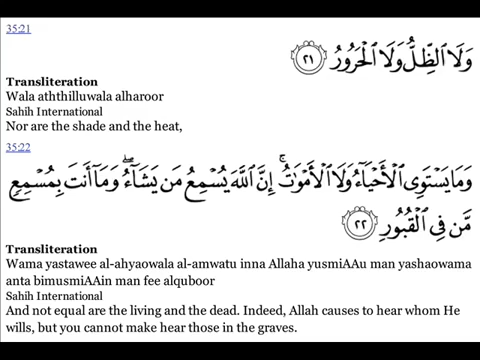 35:21
وَلَا ٱلظِّلُّ وَلَا ٱلْحَرُورُ ٢١
Transliteration
Wala aththilluwala alharoor
Sahih International
Nor are the shade and the heat,
35:22
وَمَا يَسْتَوِى ٱلْأَحْيَآءُ وَلَا ٱلْأَمْوَٰتُ ۚ إِنَّ ٱللَّهَ يُسْمِعُ مَن يَشَآءُ ۖ وَمَآ أَنتَ بِمُسْمِعٍ
مَّن فِى ٱلْقُبُورِ ٢٢
Transliteration
Wama yastawee al-ahyaowala al-amwatu inna Allaha yusmiAAu man yashaowama
anta bimusmiAAin man fee alquboor
Sahih International
And not equal are the living and the dead. Indeed, Allah causes to hear whom He
wills, but you cannot make hear those in the graves.